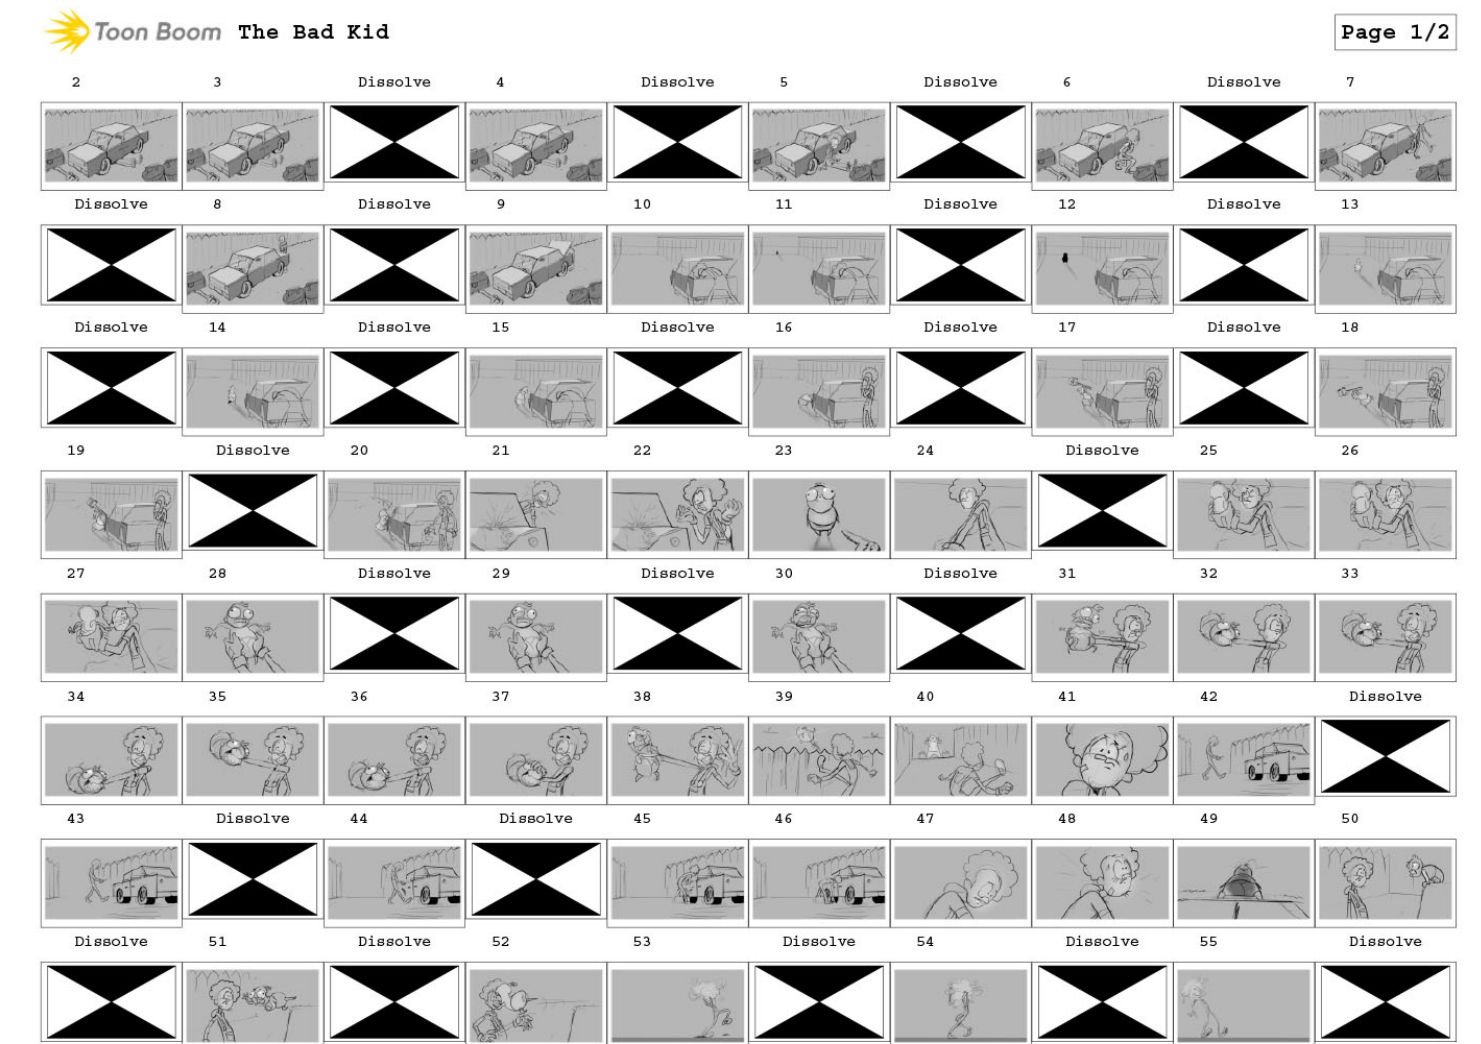 Toon Boom The Bad Kid Page 1/2
2 3 Dissolve 4 Dissolve 5 Dissolve 6 Dissolve 7
Dissolve 8 Dissolve 9 10 11 Dissolve 12 Dissolve 13
Dissolve 14 Dissolve 15 Dissolve 16 Dissolve 17 Dissolve 18
19 Dissolve 20 21 22 23 24 Dissolve 25 26
27 28 Dissolve 29 Dissolve 30 Dissolve 31 32 33
34 35 36 37 38 39 40 41 42 Dissolve
43 Dissolve 44 Dissolve 45 46 47 48 49 50
Dissolve 51 Dissolve 52 53 Dissolve 54 Dissolve 55 Dissolve